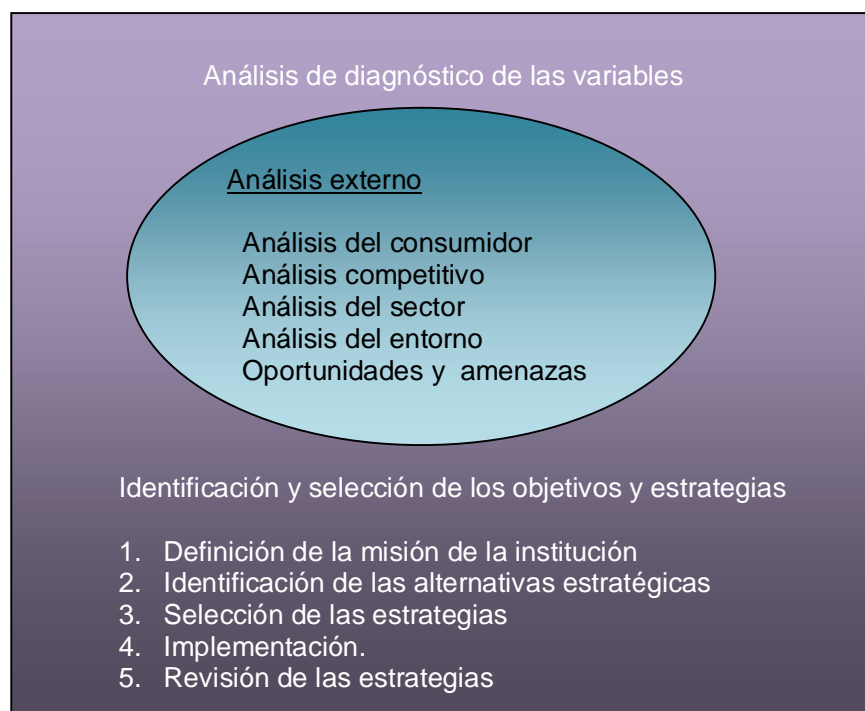 Análisis de diagnóstico de las variables
Análisis externo
Análisis del consumidor
Análisis competitivo
Análisis del sector
Análisis del entorno
Oportunidades y amenazas
Identificación y selección de los objetivos y estrategias
1. Definición de la misión de la institución
2. Identificación de las alternativas estratégicas
3. Selección de las estrategias
4. Implementación.
5. Revisión de las estrategias